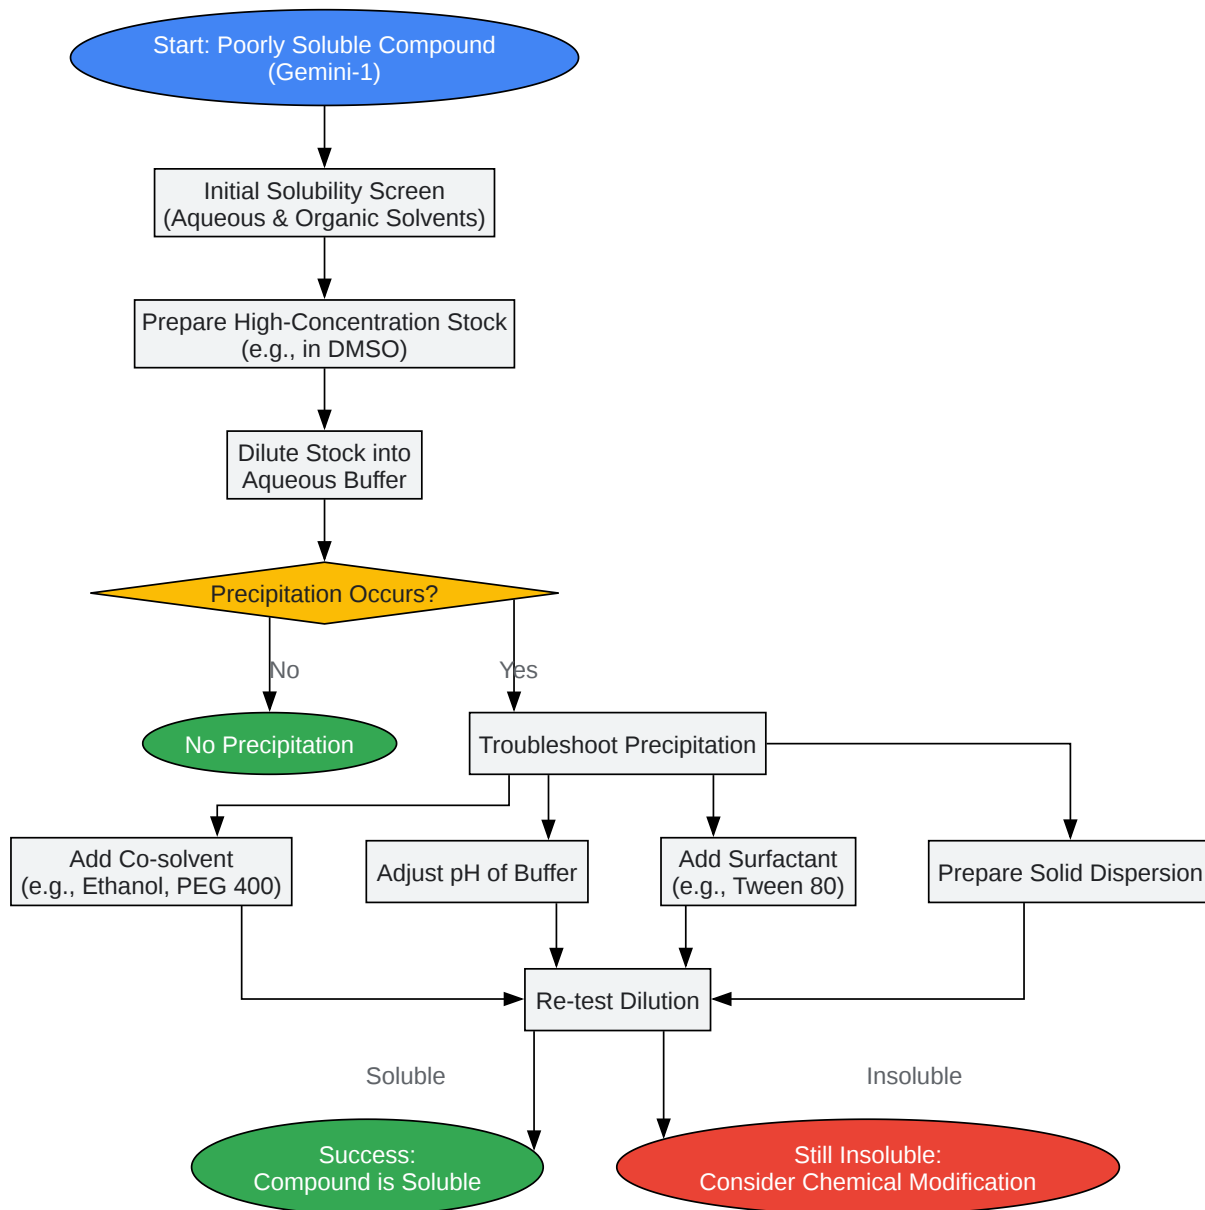 Start: Poorly Soluble Compound
(Gemini-1)
Initial Solubility Screen
(Aqueous & Organic Solvents)
Prepare High-Concentration Stock
(e.g., in DMSO)
Dilute Stock into
Aqueous Buffer
Precipitation Occurs?
No
Yes
No Precipitation
Troubleshoot Precipitation
Add Co-solvent
(e.g., Ethanol, PEG 400)
Adjust pH of Buffer
Add Surfactant
(e.g., Tween 80)
Prepare Solid Dispersion
Re-test Dilution
Soluble
Insoluble
Success:
Compound is Soluble
Still Insoluble:
Consider Chemical Modification